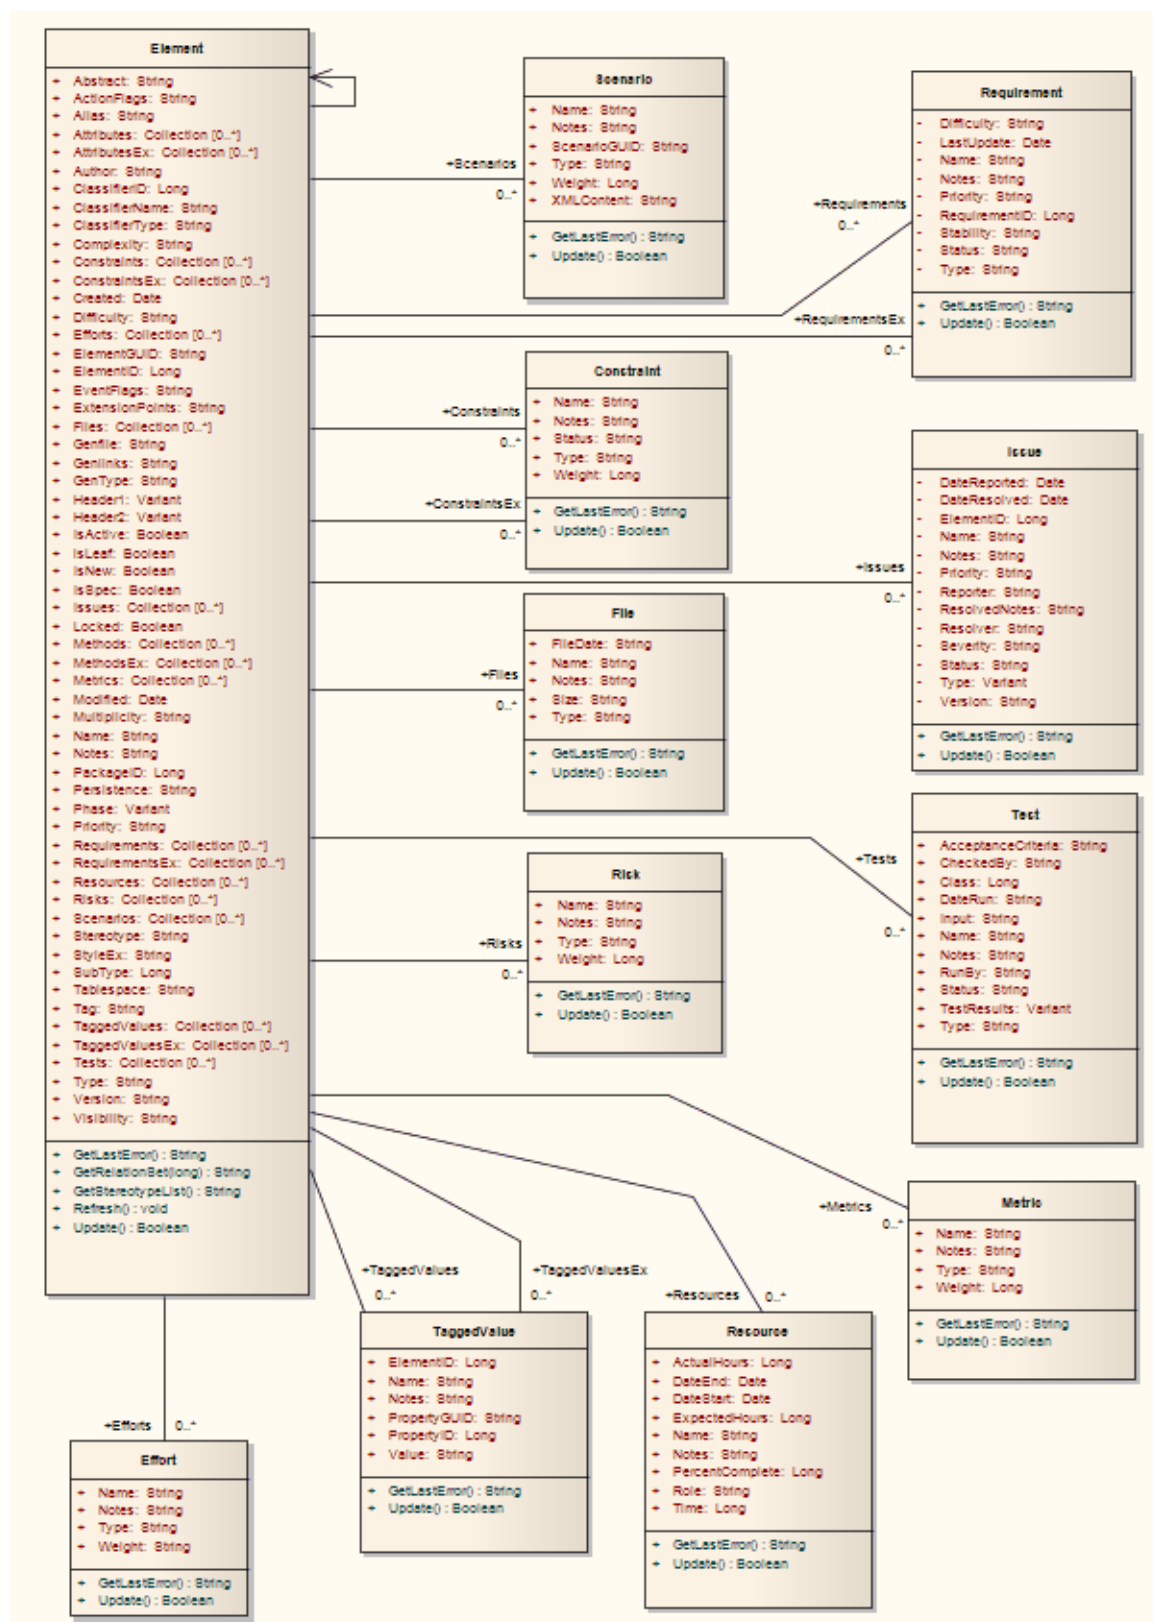 Element
+ Abstract: String
+ ActionFlags: String
+ Alias: String
+ Attributes: Collection [0..*]
+ AttributesEx: Collection [0..*]
+ Author: String
+ ClassifierID: Long
+ ClassifierName: String
+ ClassifierType: String
+ Complexity: String
+ Constraints: Collection [0..*]
+ ConstraintsEx: Collection [0..*]
+ Created: Date
+ Difficulty: String
+ Efforts: Collection [0..*]
+ ElementGUID: String
+ ElementID: Long
+ EventFlags: String
+ ExtensionPoints: String
+ Files: Collection [0..*]
+ Genfile: String
+ Genlinks: String
+ GenType: String
+ Header1: Variant
+ Header2: Variant
+ IsActive: Boolean
+ IsLeaf: Boolean
+ IsNew: Boolean
+ IsSpec: Boolean
+ Issues: Collection [0..*]
+ Locked: Boolean
+ Methods: Collection [0..*]
+ MethodsEx: Collection [0..*]
+ Metrics: Collection [0..*]
+ Modified: Date
+ Multiplicity: String
+ Name: String
+ Notes: String
+ PackageID: Long
+ Persistence: String
+ Phase: Variant
+ Priority: String
+ Requirements: Collection [0..*]
+ RequirementsEx: Collection [0..*]
+ Resources: Collection [0..*]
+ Risks: Collection [0..*]
+ Scenarios: Collection [0..*]
+ Stereotype: String
+ StyleEx: String
+ SubType: Long
+ Tablespace: String
+ Tag: String
+ TaggedValues: Collection [0..*]
+ TaggedValuesEx: Collection [0..*]
+ Tests: Collection [0..*]
+ Type: String
+ Version: String
+ Visibility: String
+ GetLastError() : String
+ GetRelationSet(long) : String
+ GetStereotypeList() : String
+ Refresh() : void
+ Update() : Boolean
+Scenarios
0..*
Scenario
+ Name: String
+ Notes: String
+ ScenarioGUID: String
+ Type: String
+ Weight: Long
+ XMLContent: String
+ GetLastError() : String
+ Update() : Boolean
+Requirements
0..*
+RequirementsEx
0..*
Requirement
- Difficulty: String
- LastUpdate: Date
- Name: String
- Notes: String
- Priority: String
- RequirementID: Long
- Stability: String
- Status: String
- Type: String
+ GetLastError() : String
+ Update() : Boolean
+Constraints
0..*
+ConstraintsEx
0..*
Constraint
+ Name: String
+ Notes: String
+ Status: String
+ Type: String
+ Weight: Long
+ GetLastError() : String
+ Update() : Boolean
+Issues
0..*
Issue
- DateReported: Date
- DateResolved: Date
- ElementID: Long
- Name: String
- Notes: String
- Priority: String
- Reporter: String
- ResolvedNotes: String
- Resolver: String
- Severity: String
- Status: String
- Type: Variant
- Version: String
+ GetLastError() : String
+ Update() : Boolean
+Files
0..*
File
+ FileDate: String
+ Name: String
+ Notes: String
+ Size: String
+ Type: String
+ GetLastError() : String
+ Update() : Boolean
+Tests
0..*
Test
+ AcceptanceCriteria: String
+ CheckedBy: String
+ Class: Long
+ DateRun: String
+ Input: String
+ Name: String
+ Notes: String
+ RunBy: String
+ Status: String
+ TestResults: Variant
+ Type: String
+ GetLastError() : String
+ Update() : Boolean
+Risks
0..*
Risk
+ Name: String
+ Notes: String
+ Type: String
+ Weight: Long
+ GetLastError() : String
+ Update() : Boolean
+Metrics
0..*
Metric
+ Name: String
+ Notes: String
+ Type: String
+ Weight: Long
+ GetLastError() : String
+ Update() : Boolean
+TaggedValues
0..*
+TaggedValuesEx
0..*
TaggedValue
+ ElementID: Long
+ Name: String
+ Notes: String
+ PropertyGUID: String
+ PropertyID: Long
+ Value: String
+ GetLastError() : String
+ Update() : Boolean
+Resources
0..*
Resource
+ ActualHours: Long
+ DateEnd: Date
+ DateStart: Date
+ ExpectedHours: Long
+ Name: String
+ Notes: String
+ PercentComplete: Long
+ Role: String
+ Time: Long
+ GetLastError() : String
+ Update() : Boolean
+Efforts
0..*
Effort
+ Name: String
+ Notes: String
+ Type: String
+ Weight: String
+ GetLastError() : String
+ Update() : Boolean